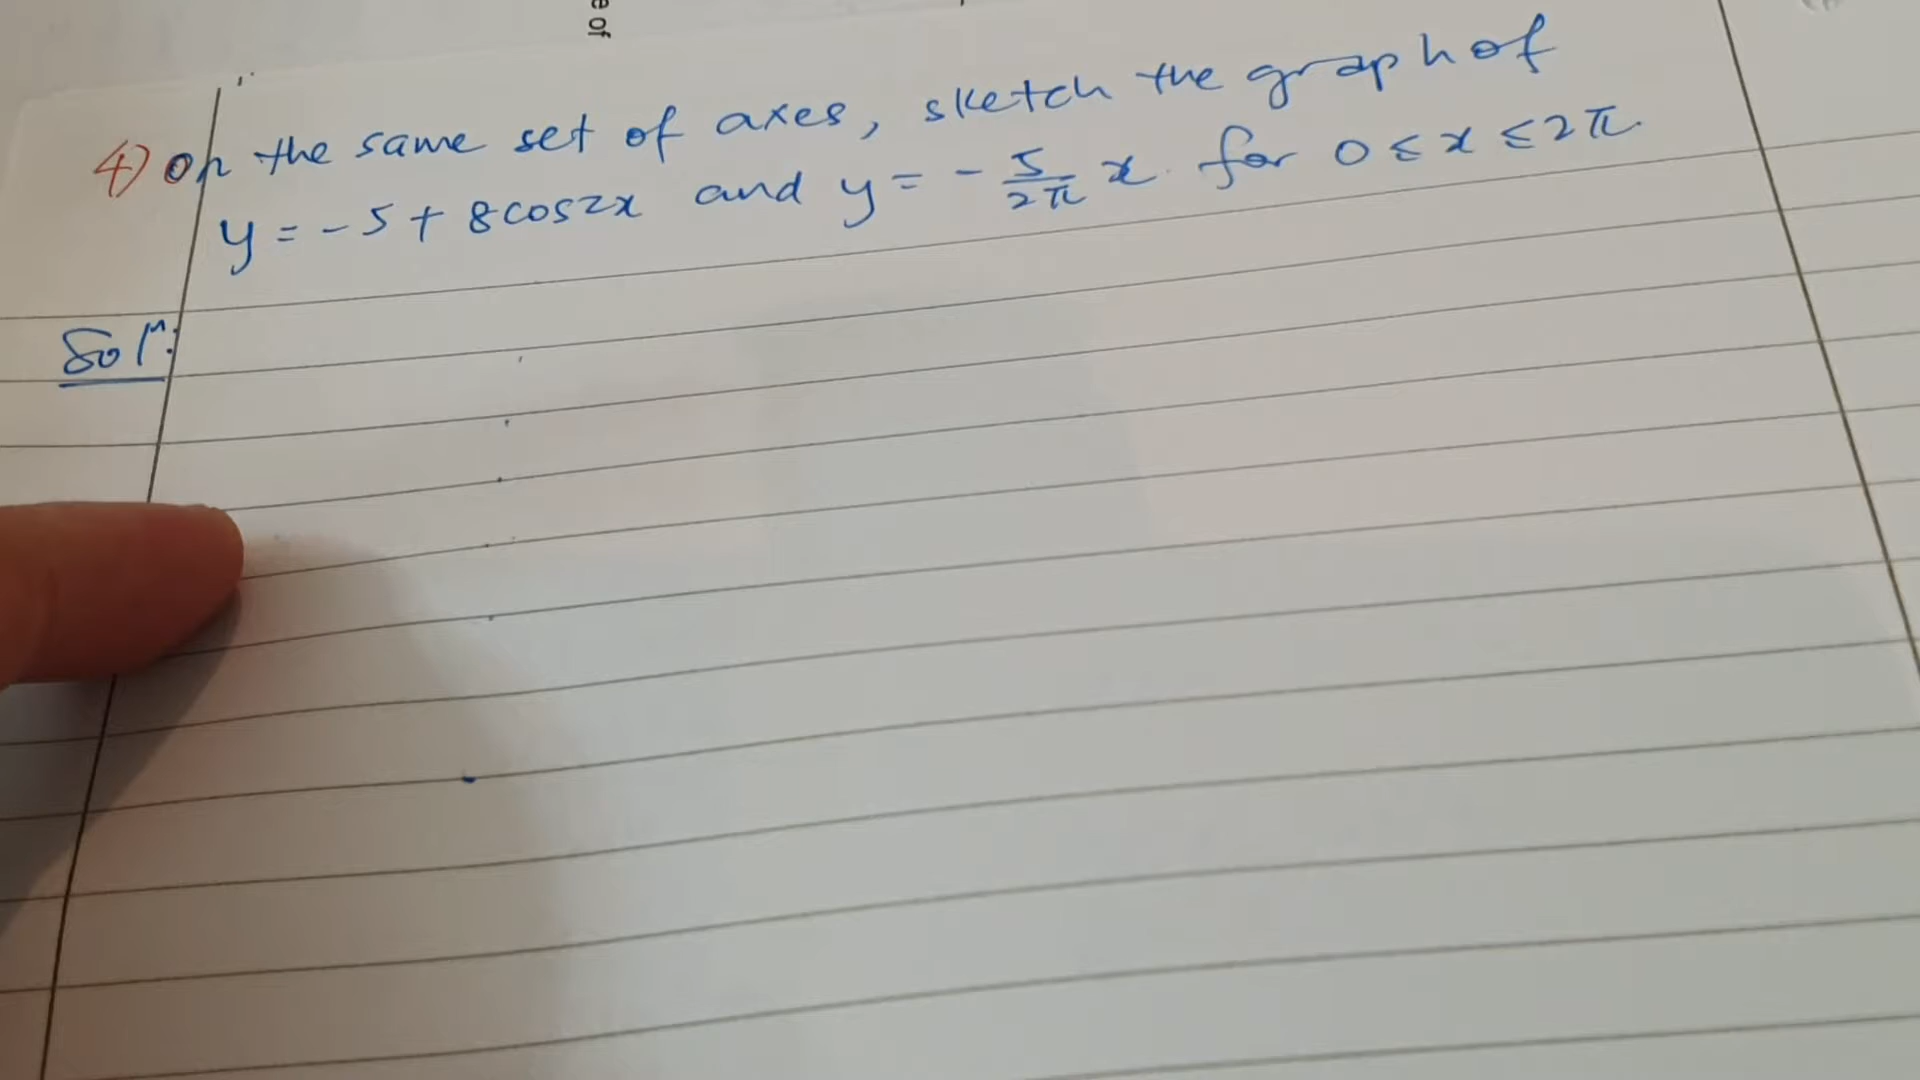 e of
4) On the same set of axes, sketch the graph of
y = -5 + 8cos2x and y = - 5/2π x for 0 ≤ x ≤ 2π.
Solⁿ: